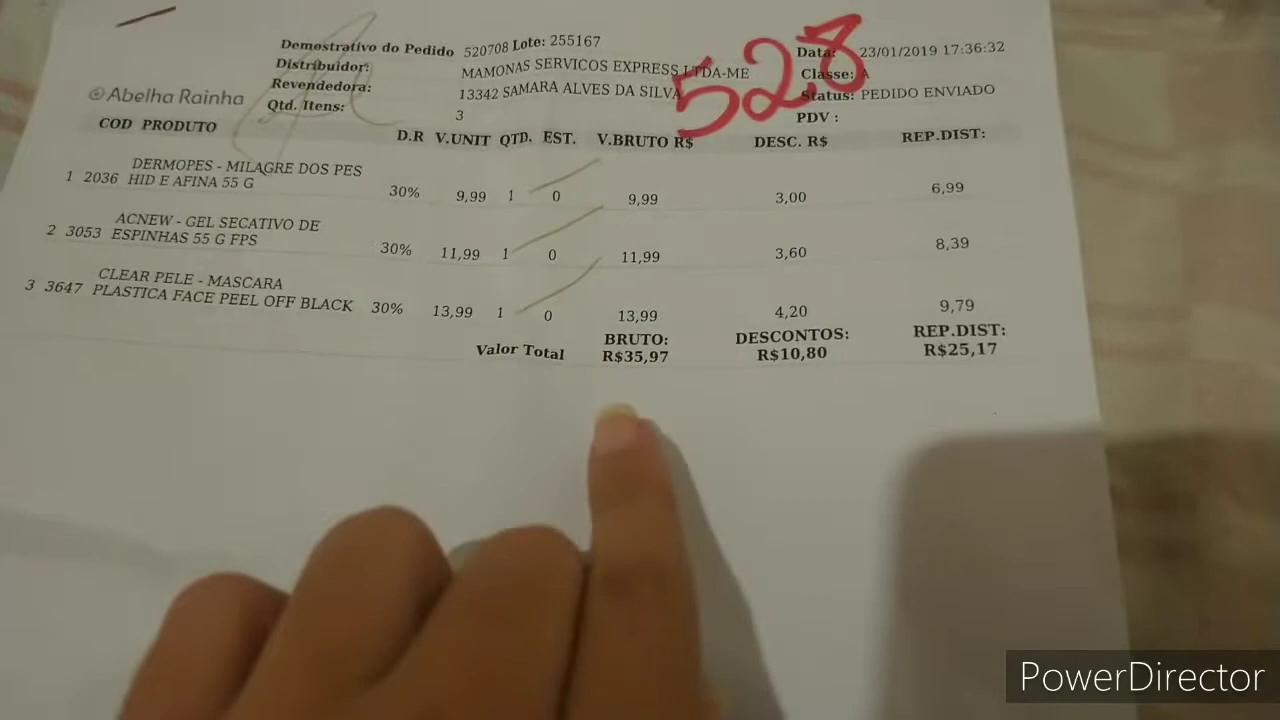 528
Demostrativo do Pedido 520708 Lote: 255167 Data: 23/01/2019 17:36:32
Distribuidor: MAMONAS SERVICOS EXPRESS LTDA-ME Classe: A
Revendedora: 13342 SAMARA ALVES DA SILVA Status: PEDIDO ENVIADO
Abelha Rainha Qtd. Itens: 3 PDV :
COD PRODUTO D.R V.UNIT QTD. EST. V.BRUTO R$ DESC. R$ REP.DIST:
DERMOPES - MILAGRE DOS PES
1 2036 HID E AFINA 55 G 30% 9,99 1 0 9,99 3,00 6,99
ACNEW - GEL SECATIVO DE
2 3053 ESPINHAS 55 G FPS 30% 11,99 1 0 11,99 3,60 8,39
CLEAR PELE - MASCARA
3 3647 PLASTICA FACE PEEL OFF BLACK 30% 13,99 1 0 13,99 4,20 9,79
BRUTO: DESCONTOS: REP.DIST:
Valor Total R$35,97 R$10,80 R$25,17
PowerDirector